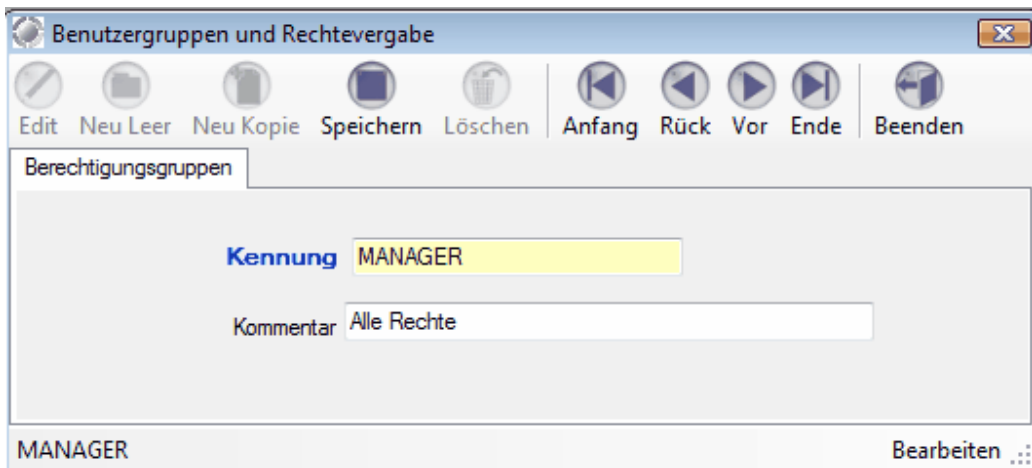 Benutzergruppen und Rechtevergabe
Edit Neu Leer Neu Kopie Speichern Löschen Anfang Rück Vor Ende Beenden
Berechtigungsgruppen
Kennung MANAGER
Kommentar Alle Rechte
MANAGER Bearbeiten